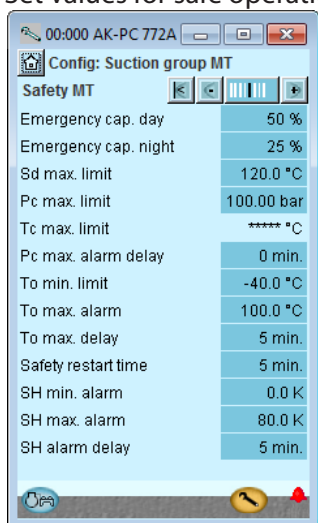 Set values for safe operati
00:000 AK-PC 772A
Config: Suction group MT
Safety MT
Emergency cap. day 50 %
Emergency cap. night 25 %
Sd max. limit 120.0 °C
Pc max. limit 100.00 bar
Tc max. limit ***** °C
Pc max. alarm delay 0 min.
To min. limit -40.0 °C
To max. alarm 100.0 °C
To max. delay 5 min.
Safety restart time 5 min.
SH min. alarm 0.0 K
SH max. alarm 80.0 K
SH alarm delay 5 min.